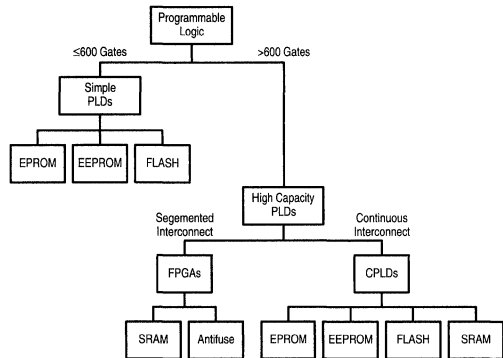 Programmable
Logic
≤600 Gates
>600 Gates
Simple
PLDs
EPROM
EEPROM
FLASH
High Capacity
PLDs
Segemented
Interconnect
Continuous
Interconnect
FPGAs
CPLDs
SRAM
Antifuse
EPROM
EEPROM
FLASH
SRAM